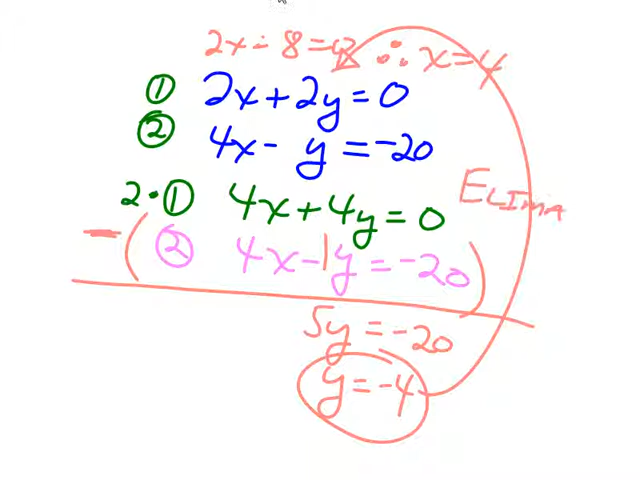 2x - 8 = 0 ∴ x = 4
① 2x + 2y = 0
② 4x - y = -20
2 · ① 4x + 4y = 0
ELIMA
- ( ② 4x - 1y = -20 )
5y = -20
y = -4